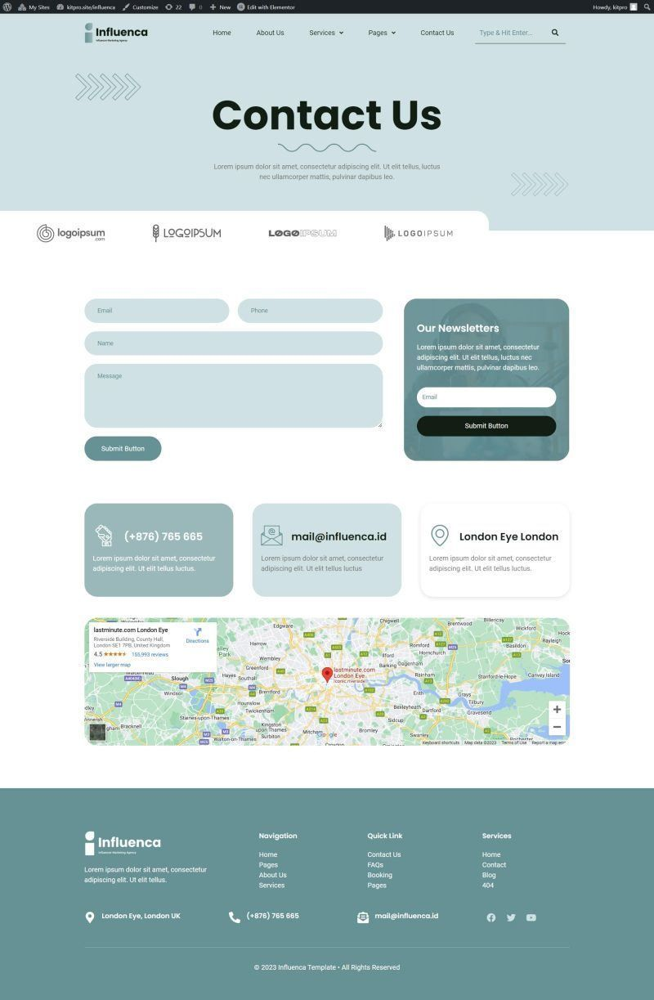 My Sites kitpro.site/influenca Customize 22 0 New Edit with Elementor Howdy, kitpro
Influenca
Influencer Marketing Agency
Home About Us Services Pages Contact Us Type & Hit Enter...
Contact Us
Lorem ipsum dolor sit amet, consectetur adipiscing elit. Ut elit tellus, luctus
nec ullamcorper mattis, pulvinar dapibus leo.
logoipsum
.com
LOGOIPSUM
LOGOIPSUM
LOGOIPSUM
Email Phone
Name
Message
Submit Button
Our Newsletters
Lorem ipsum dolor sit amet, consectetur
adipiscing elit. Ut elit tellus, luctus nec
ullamcorper mattis, pulvinar dapibus leo.
Email
Submit Button
(+876) 765 665
Lorem ipsum dolor sit amet, consectetur
adipiscing elit. Ut elit tellus luctus.
mail@influenca.id
Lorem ipsum dolor sit amet, consectetur
adipiscing elit. Ut elit tellus luctus
London Eye London
Lorem ipsum dolor sit amet, consectetur
adipiscing elit. Ut elit tellus luctus.
lastminute.com London Eye
Riverside Building, County Hall,
London SE1 7PB, United Kingdom
4.5 155,993 reviews
View larger map
Directions
Edgware
Chigwell
Brentwood
Billericay
Wickford
Rayleigh
Harrow
Romford
Hornchurch
Basildon
Wembley
Ilford
Barking
Greenford
Slough
Hayes
Southall
lastminute.com
London Eye
Iconic riverside
Stanford-le-Hope
Canvey Island
Windsor
Hounslow
Erith
Grays
Tilbury
Bexleyheath
Dartford
Gravesend
Staines-upon-Thames
Sidcup
Bracknell
Kingston
upon Thames
Mitcham
Bromley
Walton-on-Thames
Surbiton
Croydon
Google
Keyboard shortcuts Map data ©2023 Terms of Use Report a map error
Influenca
Influencer Marketing Agency
Lorem ipsum dolor sit amet, consectetur
adipiscing elit. Ut elit tellus.
Navigation
Home
Pages
About Us
Services
Quick Link
Contact Us
FAQs
Booking
Pages
Services
Home
Contact
Blog
404
London Eye, London UK (+876) 765 665 mail@influenca.id
© 2023 Influenca Template • All Rights Reserved